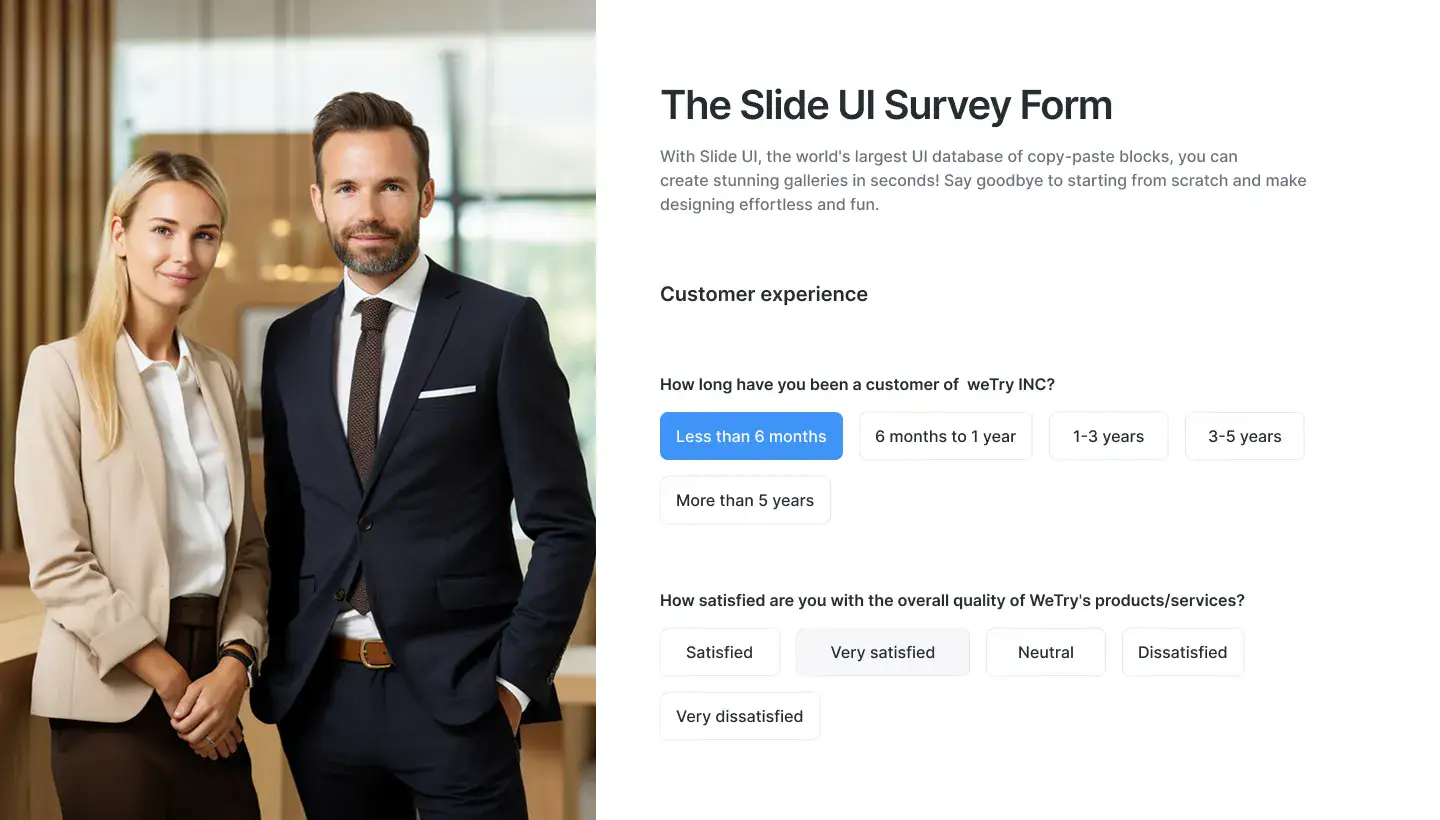 The Slide UI Survey Form
With Slide UI, the world's largest UI database of copy-paste blocks, you can
create stunning galleries in seconds! Say goodbye to starting from scratch and make
designing effortless and fun.
Customer experience
How long have you been a customer of  weTry INC?
Less than 6 months 6 months to 1 year 1-3 years 3-5 years
More than 5 years
How satisfied are you with the overall quality of WeTry's products/services?
Satisfied Very satisfied Neutral Dissatisfied
Very dissatisfied